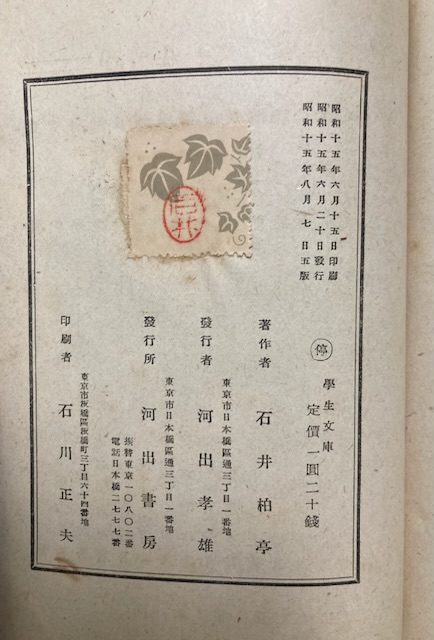 昭和十五年六月十五日印刷
昭和十五年六月二十日發行
昭和十五年八月七日五版
停
學生文庫
定價一圓二十錢
著作者 石井柏亭
東京市日本橋區通三丁目一番地
發行者 河出孝雄
東京市日本橋區通三丁目一番地
發行所 河出書房
振替東京一〇八〇二番
電話日本橋二七七七番
東京市板橋區板橋町三丁目六十四番地
印刷者 石川正夫
石井